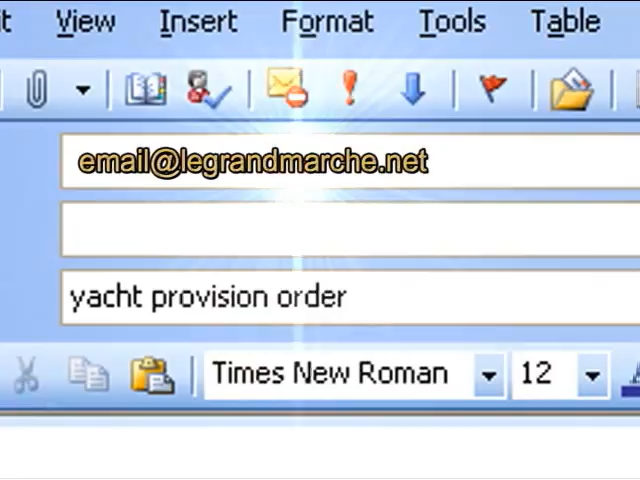 View Insert Format Tools Table
email@legrandmarche.net
yacht provision order
Times New Roman 12